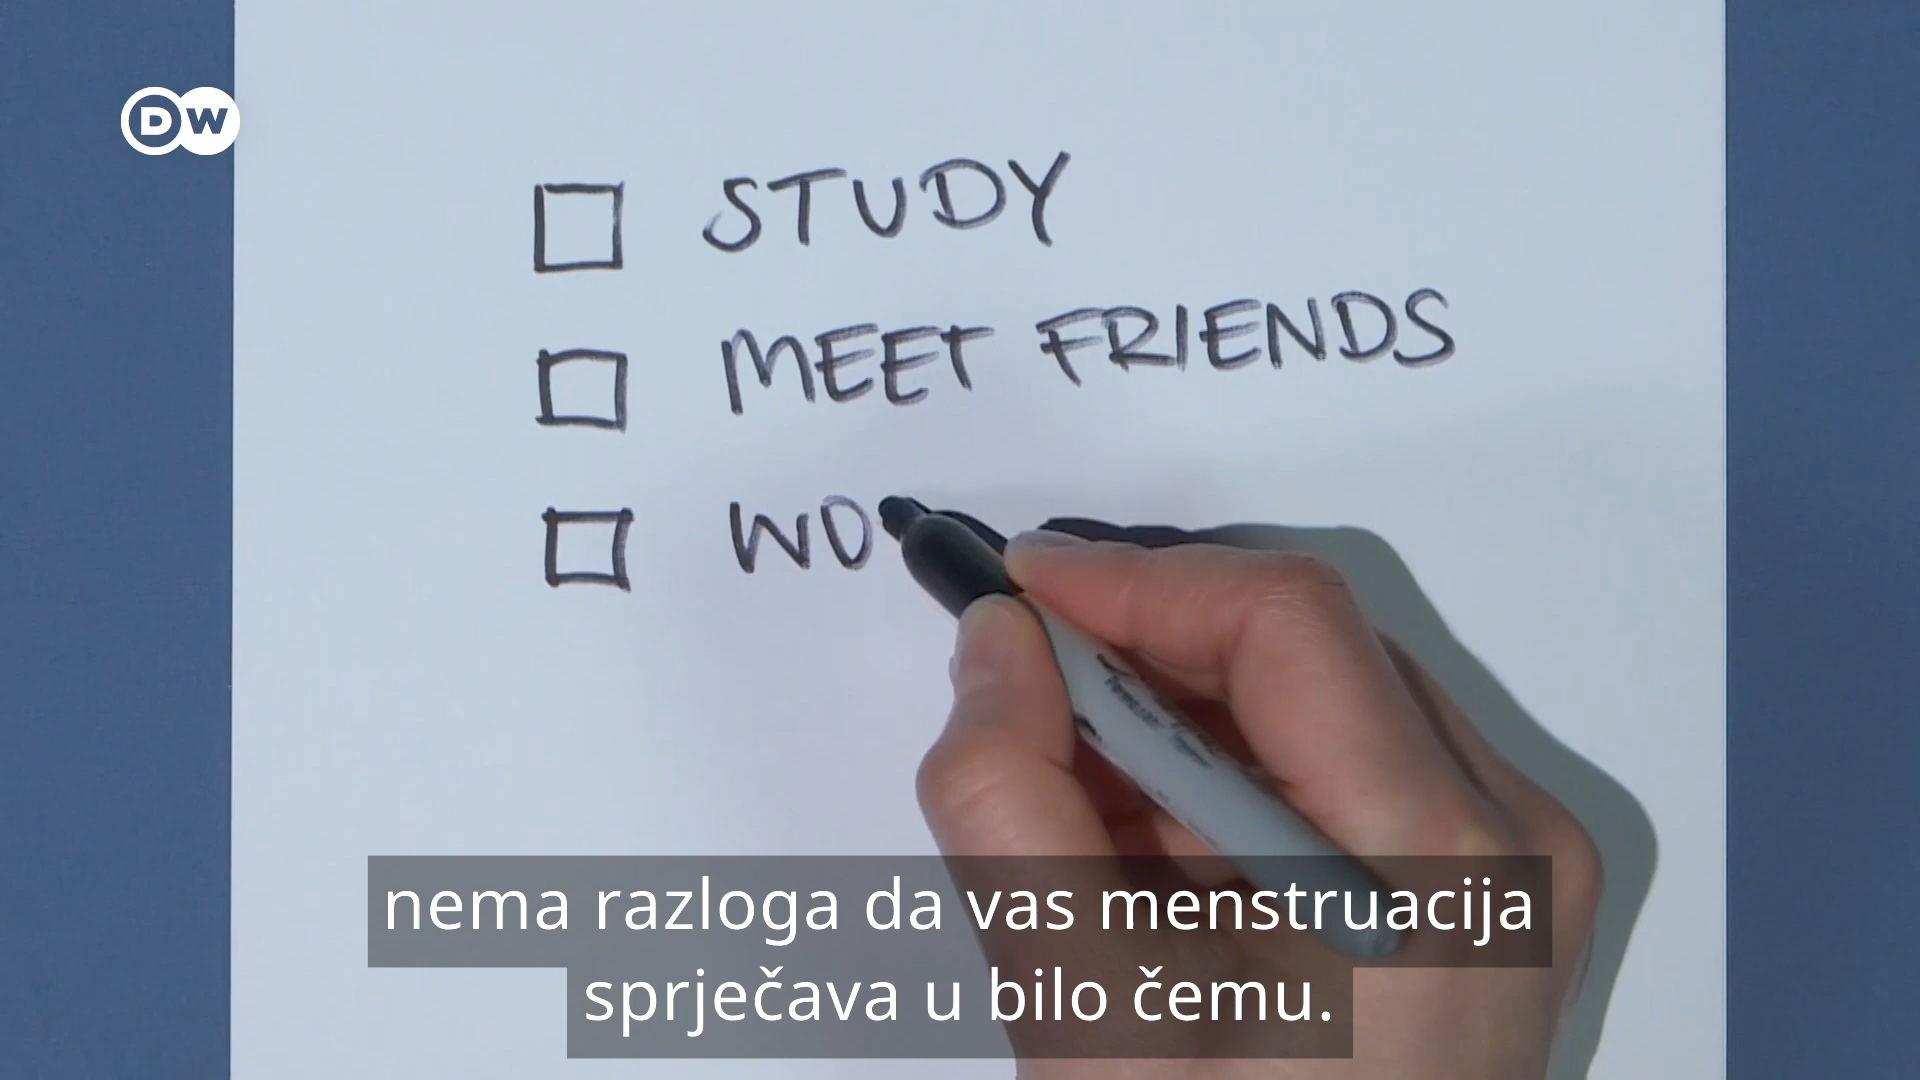 DW
STUDY
MEET FRIENDS
WO
nema razloga da vas menstruacija
sprječava u bilo čemu.